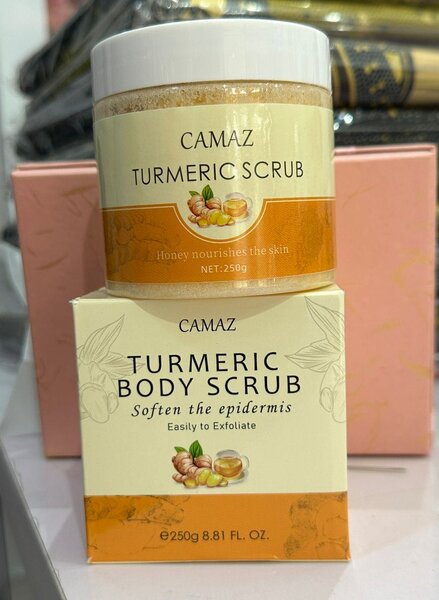 CAMAZ
TURMERIC SCRUB
Honey nourishes the skin
NET:250g
CAMAZ
TURMERIC
BODY SCRUB
Soften the epidermis
Easily to Exfoliate
℮250g 8.81 FL. OZ.